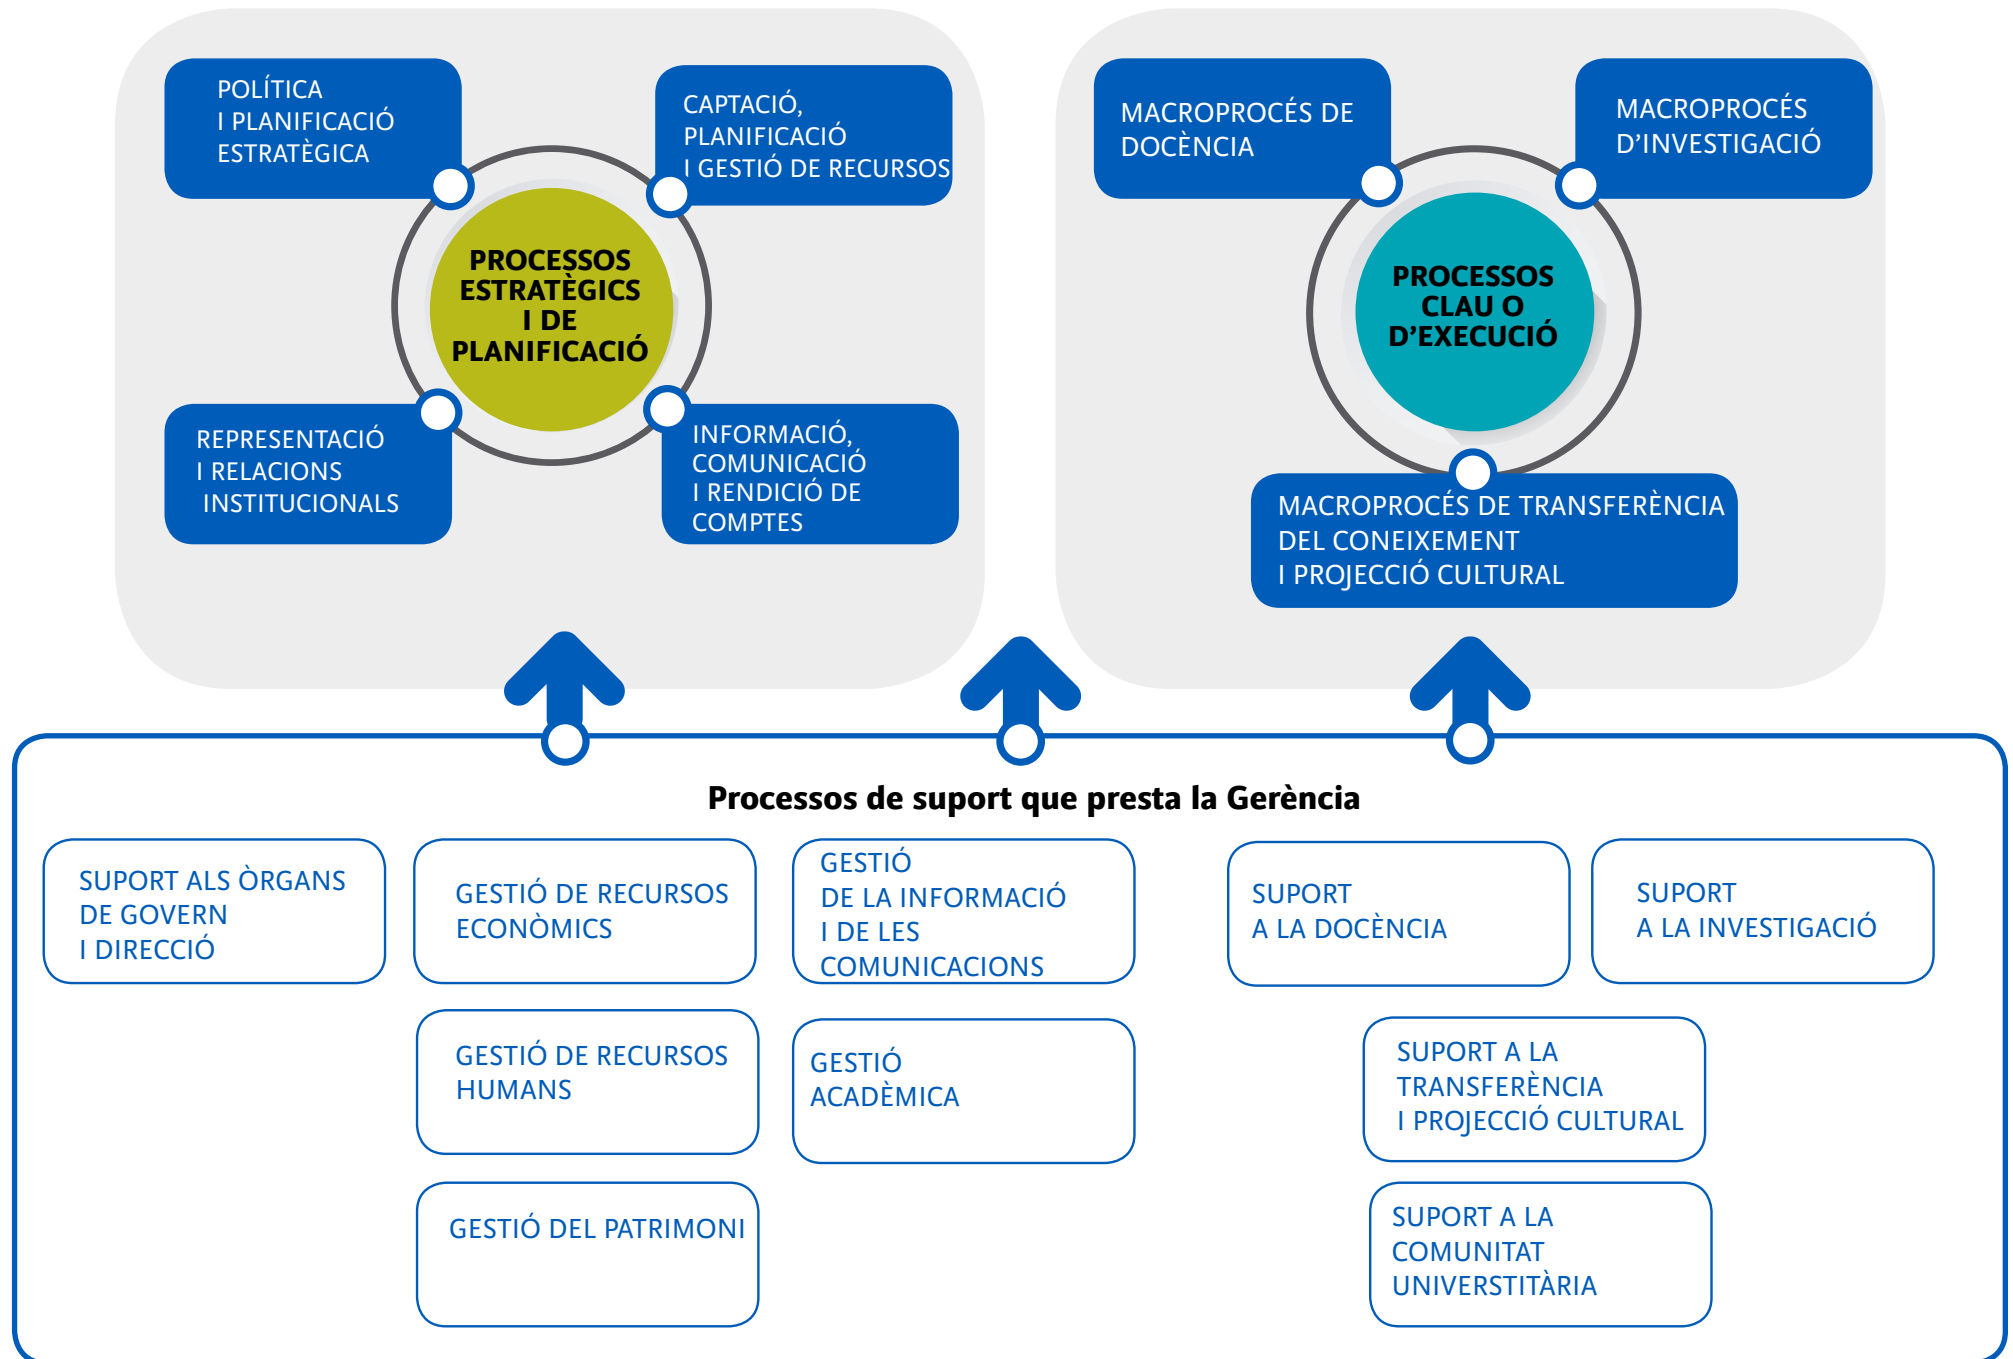 POLÍTICA
I PLANIFICACIÓ
ESTRATÈGICA
CAPTACIÓ,
PLANIFICACIÓ
I GESTIÓ DE RECURSOS
PROCESSOS
ESTRATÈGICS
I DE
PLANIFICACIÓ
REPRESENTACIÓ
I RELACIONS
INSTITUCIONALS
INFORMACIÓ,
COMUNICACIÓ
I RENDICIÓ DE
COMPTES
MACROPROCÉS DE
DOCÈNCIA
MACROPROCÉS
D’INVESTIGACIÓ
PROCESSOS
CLAU O
D’EXECUCIÓ
MACROPROCÉS DE TRANSFERÈNCIA
DEL CONEIXEMENT
I PROJECCIÓ CULTURAL
Processos de suport que presta la Gerència
SUPORT ALS ÒRGANS
DE GOVERN
I DIRECCIÓ
GESTIÓ DE RECURSOS
ECONÒMICS
GESTIÓ
DE LA INFORMACIÓ
I DE LES
COMUNICACIONS
SUPORT
A LA DOCÈNCIA
SUPORT
A LA INVESTIGACIÓ
GESTIÓ DE RECURSOS
HUMANS
GESTIÓ
ACADÈMICA
SUPORT A LA
TRANSFERÈNCIA
I PROJECCIÓ CULTURAL
GESTIÓ DEL PATRIMONI
SUPORT A LA
COMUNITAT
UNIVERSTITÀRIA